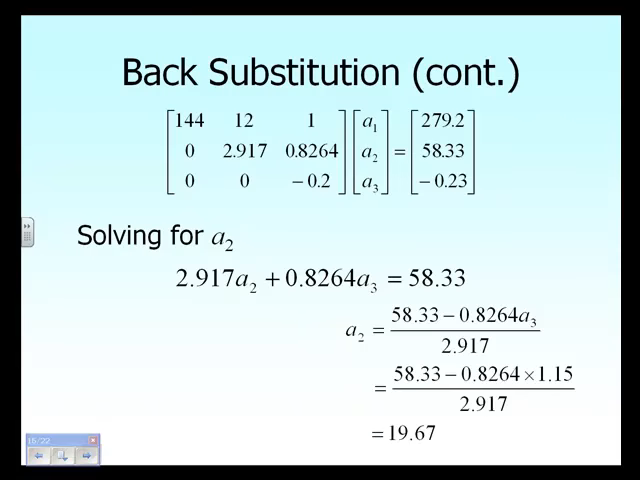 Back Substitution (cont.)
144 12 1 a₁ 279.2
0 2.917 0.8264 a₂ = 58.33
0 0 −0.2 a₃ −0.23
Solving for a₂
2.917a₂ + 0.8264a₃ = 58.33
a₂ = 58.33 − 0.8264a₃
2.917
= 58.33 − 0.8264 × 1.15
2.917
= 19.67
15/22